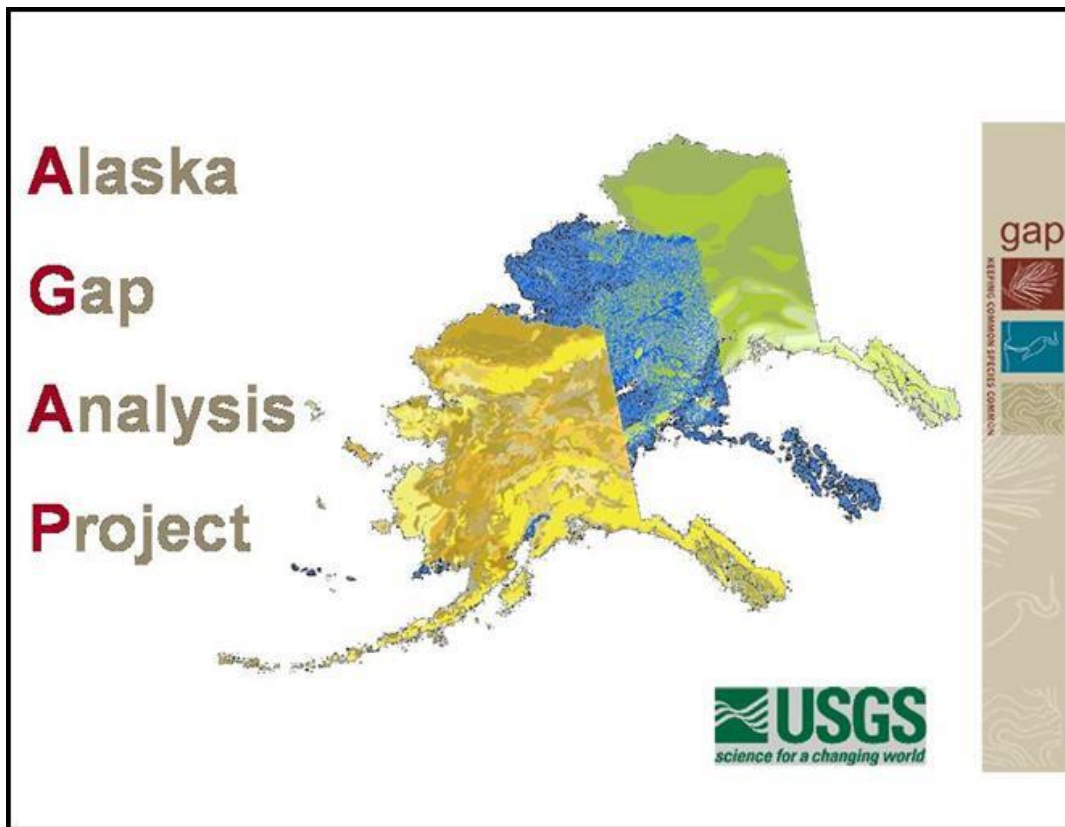 Alaska
Gap
Analysis
Project
gap
KEEPING COMMON SPECIES COMMON
USGS
science for a changing world